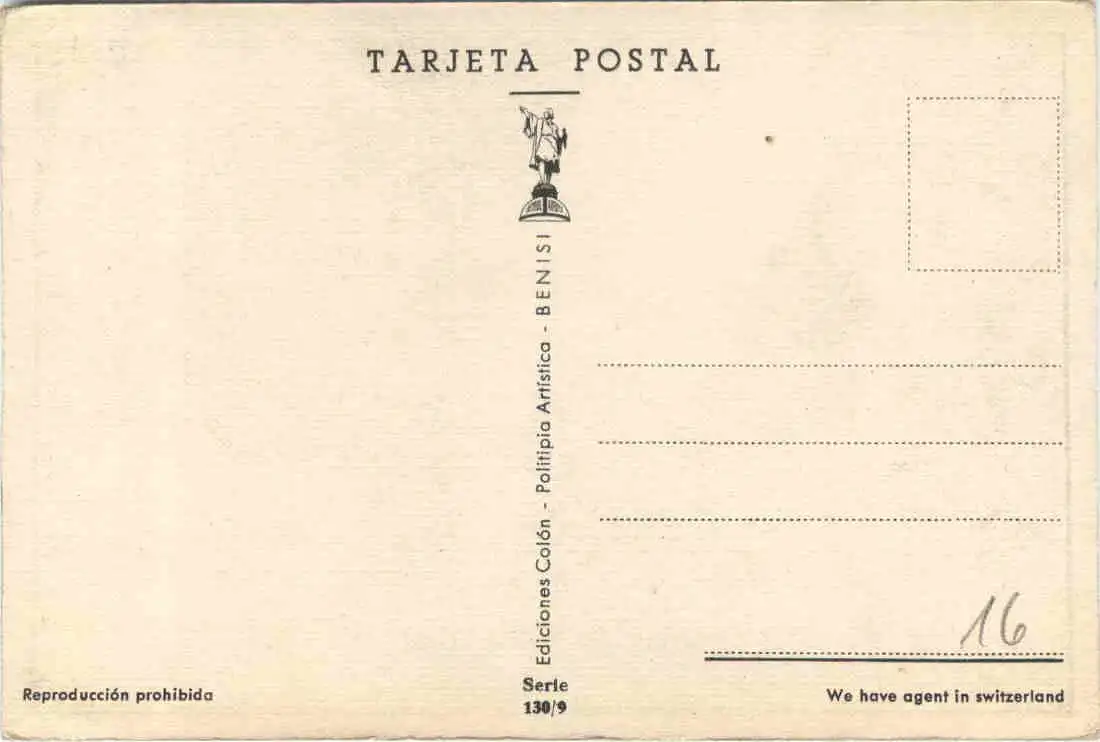 TARJETA POSTAL
Ediciones Colón - Politipia Artística - BENISI
16
Reproducción prohibida
Serie
130/9
We have agent in switzerland